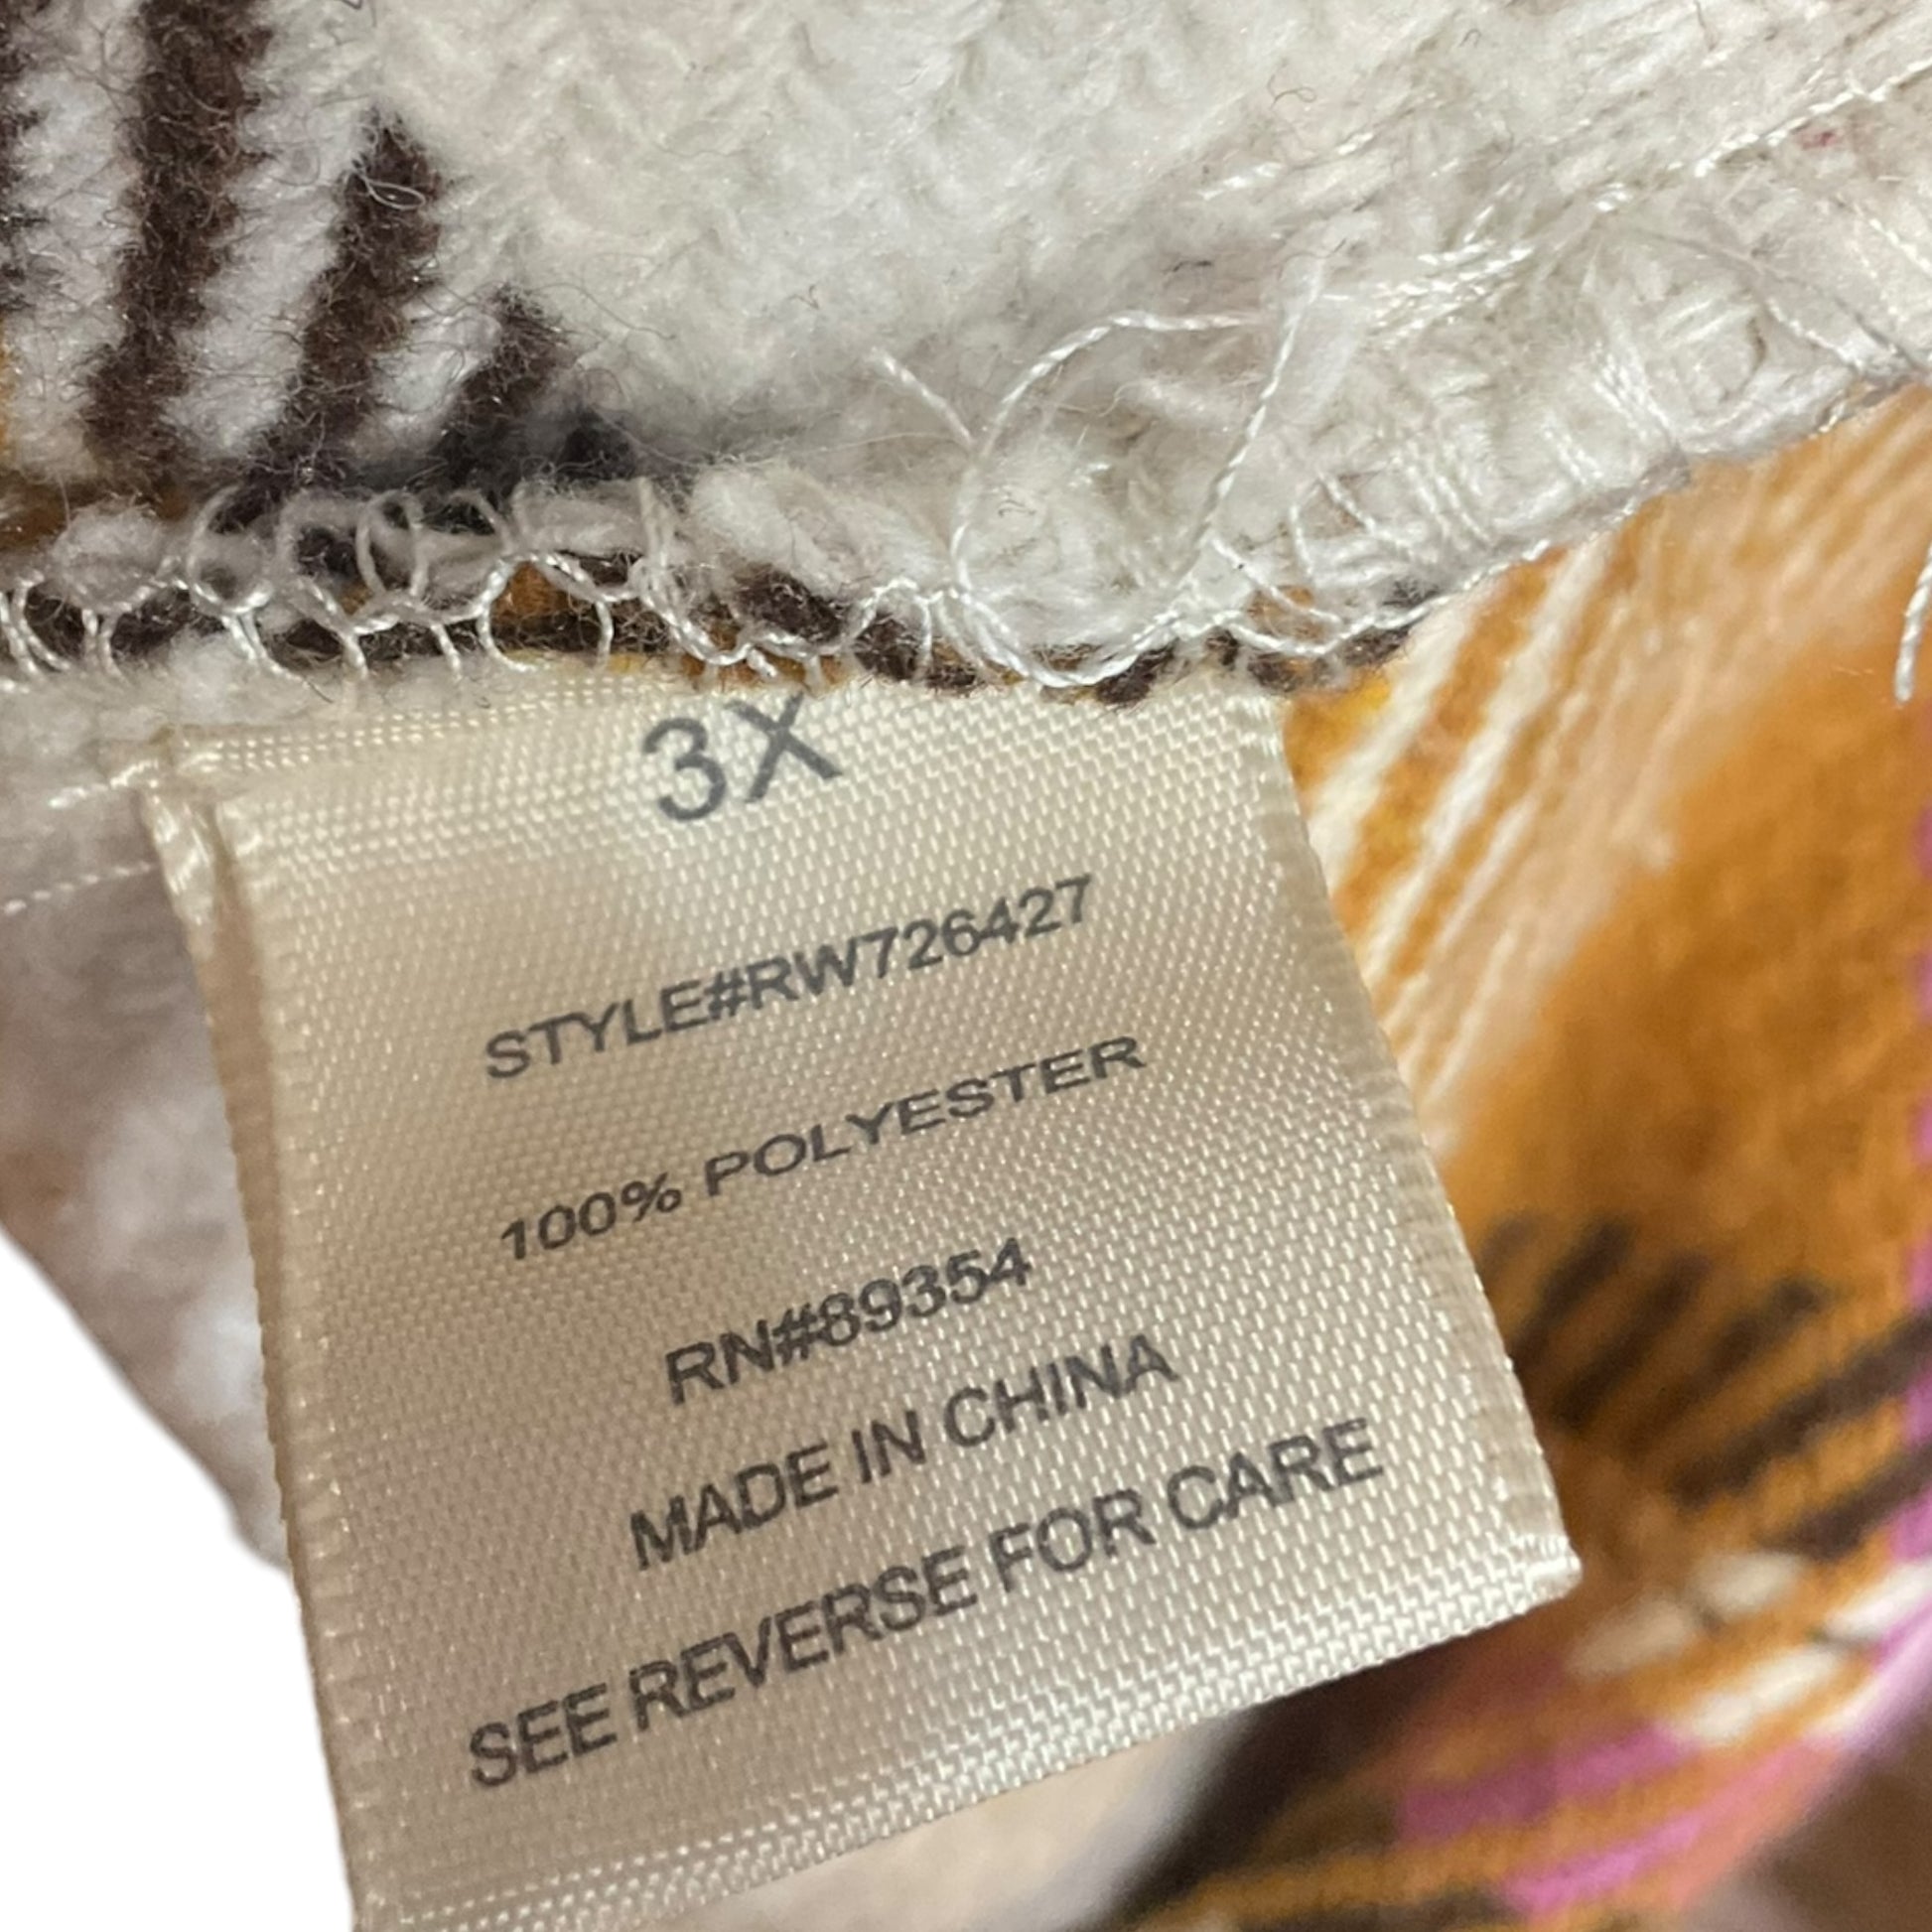 3X
STYLE#RW726427
100% POLYESTER
RN#89354
MADE IN CHINA
SEE REVERSE FOR CARE